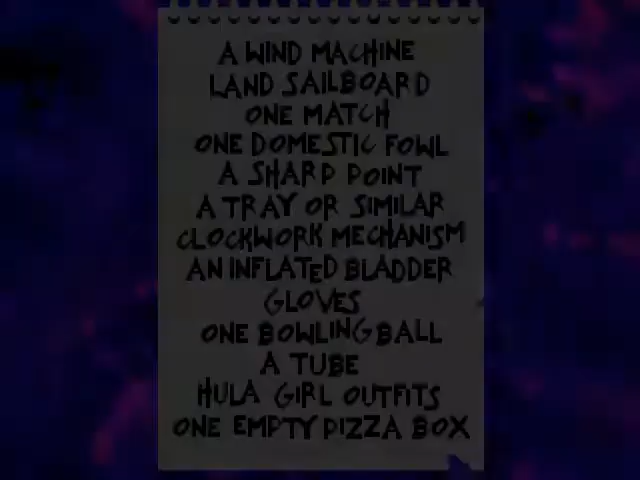 A WIND MACHINE
LAND SAILBOARD
ONE MATCH
ONE DOMESTIC FOWL
A SHARP POINT
A TRAY OR SIMILAR
CLOCKWORK MECHANISM
AN INFLATED BLADDER
GLOVES
ONE BOWLING BALL
A TUBE
HULA GIRL OUTFITS
ONE EMPTY PIZZA BOX